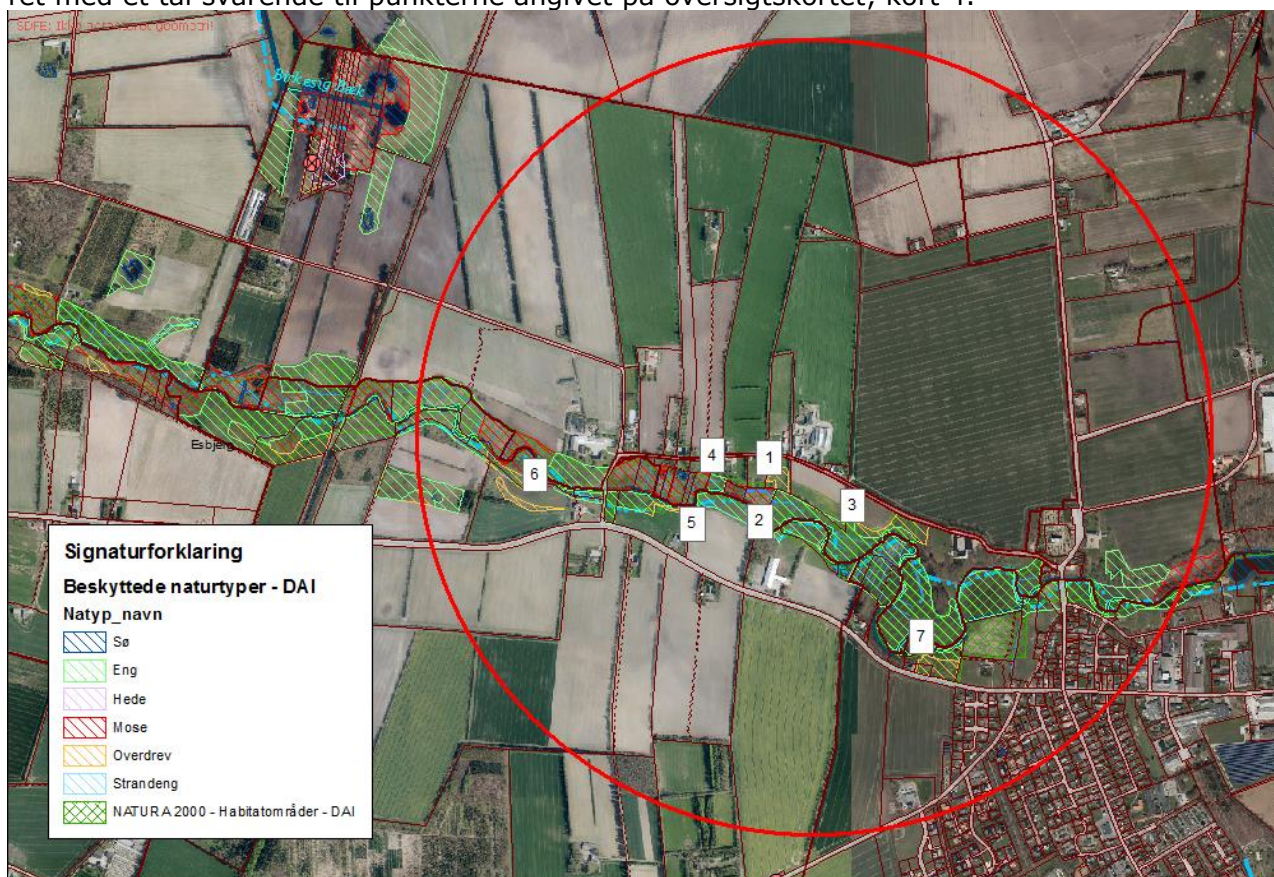 ret med et tal svarende til punkterne angivet på oversigtskortet, kort 4.
Birkesig Bæk
Esbjerg
4
1
6
3
5
2
7
Signaturforklaring
Beskyttede naturtyper - DAI
Natyp_navn
Sø
Eng
Hede
Mose
Overdrev
Strandeng
NATURA 2000 - Habitatområder - DAI